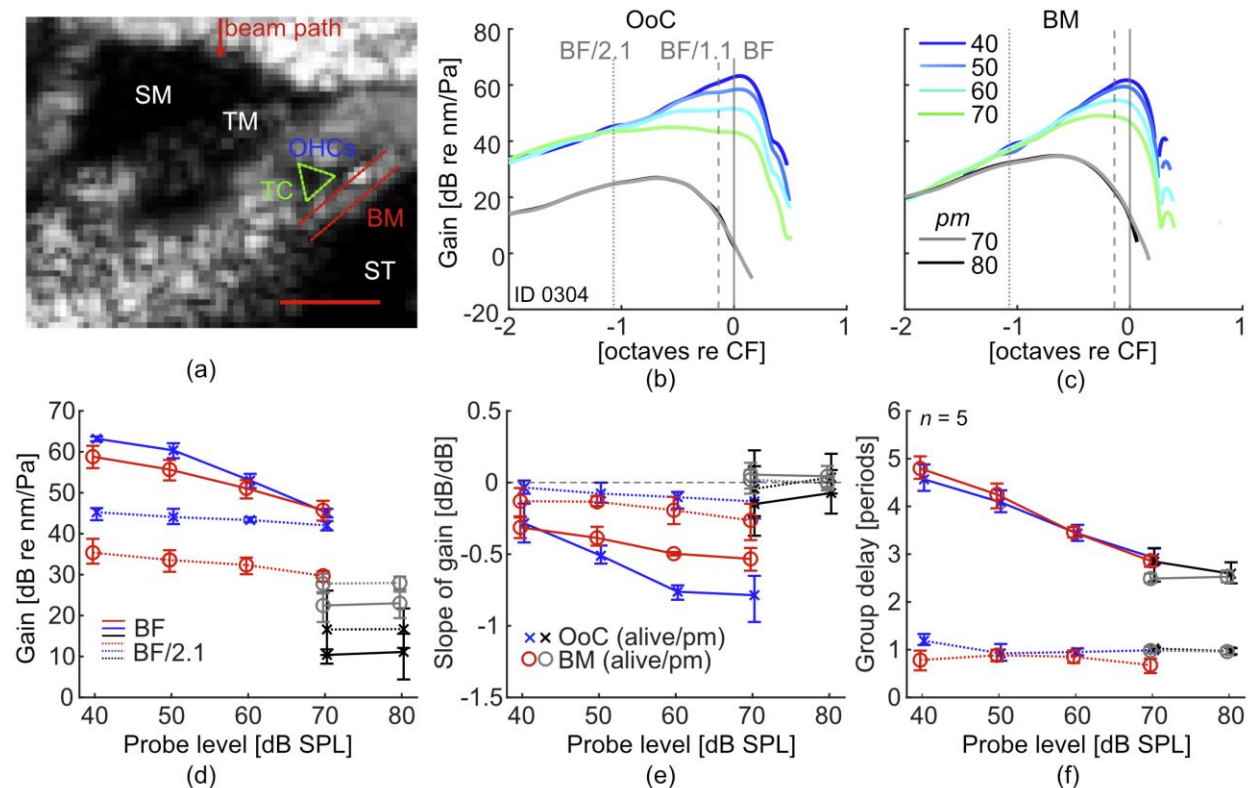 beam path
SM
TM
OHCs
TC
BM
ST
(a)
OoC
BF/2.1
BF/1.1
BF
Gain [dB re nm/Pa]
80
60
40
20
0
-20
ID 0304
-2
-1
0
1
[octaves re CF]
(b)
BM
40
50
60
70
pm
70
80
-2
-1
0
1
[octaves re CF]
(c)
Gain [dB re nm/Pa]
70
60
50
40
30
20
10
0
BF
BF/2.1
40
50
60
70
80
Probe level [dB SPL]
(d)
Slope of gain [dB/dB]
0.5
0
-0.5
-1
-1.5
OoC (alive/pm)
BM (alive/pm)
40
50
60
70
80
Probe level [dB SPL]
(e)
Group delay [periods]
6
5
4
3
2
1
0
n = 5
40
50
60
70
80
Probe level [dB SPL]
(f)